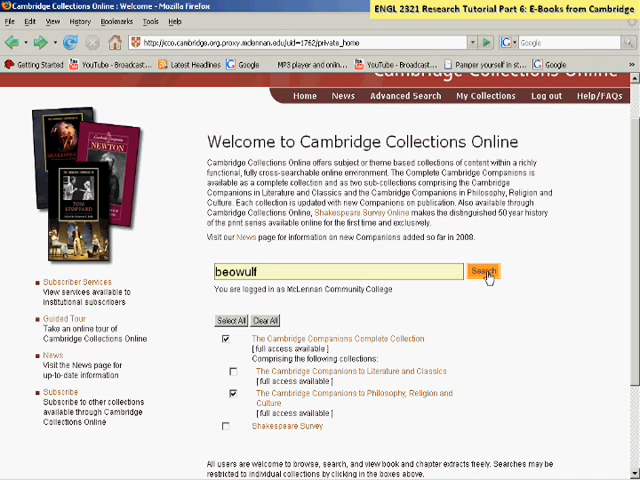 Cambridge Collections Online : Welcome - Mozilla Firefox
ENGL 2321 Research Tutorial Part 6: E-Books from Cambridge
File Edit View History Bookmarks Tools Help
http://cco.cambridge.org.proxy.mclennan.edu/uid=1762/private_home
Google
Getting Started YouTube - Broadcast... Latest Headlines Google MP3 player and onlin... YouTube - Broadcast... Pamper yourself in st... Google
Cambridge Collections Online
Home News Advanced Search My Collections Log out Help/FAQs
SHAKESPEARE
NEWTON
TOM STOPPARD
Welcome to Cambridge Collections Online
Cambridge Collections Online offers subject or theme based collections of content within a richly
functional, fully cross-searchable online environment. The Complete Cambridge Companions is
available as a complete collection and as two sub-collections comprising the Cambridge
Companions in Literature and Classics and the Cambridge Companions in Philosophy, Religion and
Culture. Each collection is updated with new Companions on publication. Also available through
Cambridge Collections Online, Shakespeare Survey Online makes the distinguished 50 year history
of the print series available online for the first time and exclusively.
Visit our News page for information on new Companions added so far in 2008.
beowulf
Search
You are logged in as McLennan Community College
Select All Clear All
The Cambridge Companions Complete Collection
[ full access available ]
Comprising the following collections:
The Cambridge Companions to Literature and Classics
[ full access available ]
The Cambridge Companions to Philosophy, Religion and
Culture
[ full access available ]
Shakespeare Survey
Subscriber Services
View services available to
institutional subscribers
Guided Tour
Take an online tour of
Cambridge Collections Online
News
Visit the News page for
up-to-date information
Subscribe
Subscribe to other collections
available through Cambridge
Collections Online
All users are welcome to browse, search, and view book and chapter extracts freely. Searches may be
restricted to individual collections by clicking in the boxes above.